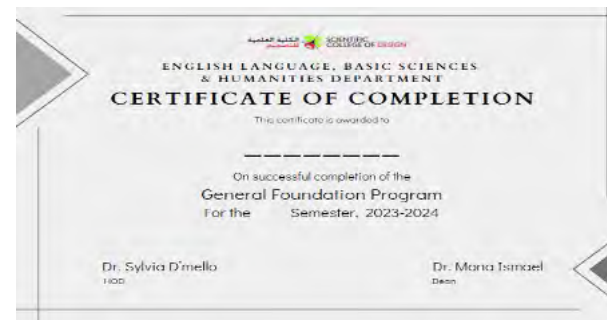 الكلية العلمية للتصميم
SCIENTIFIC COLLEGE OF DESIGN
ENGLISH LANGUAGE, BASIC SCIENCES
& HUMANITIES DEPARTMENT
CERTIFICATE OF COMPLETION
This certificate is awarded to
________
On successful completion of the
General Foundation Program
For the Semester, 2023-2024
Dr. Sylvia D'mello
HOD
Dr. Mona Ismael
Dean